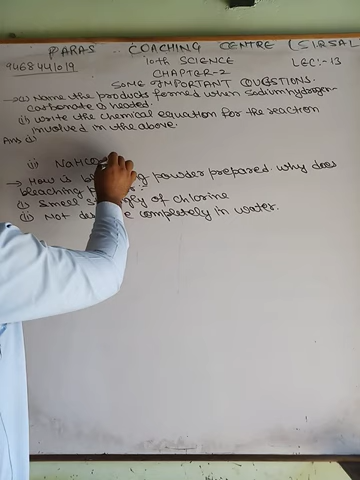 PARAS COACHING CENTRE (SIRSAL
9468441019 10th SCIENCE LEC:-13
CHAPTER-2
SOME IMPORTANT QUESTIONS.
→(i) Name the products formed when Sodium hydrogen-
carbonate is heated.
(ii) Write the chemical equation for the reaction
involved in the above.
Ans (i)
(ii) NaHCO
→ How is powder prepared. why does
bleaching
(i) Smell of chlorine
(ii) Not completely in water.